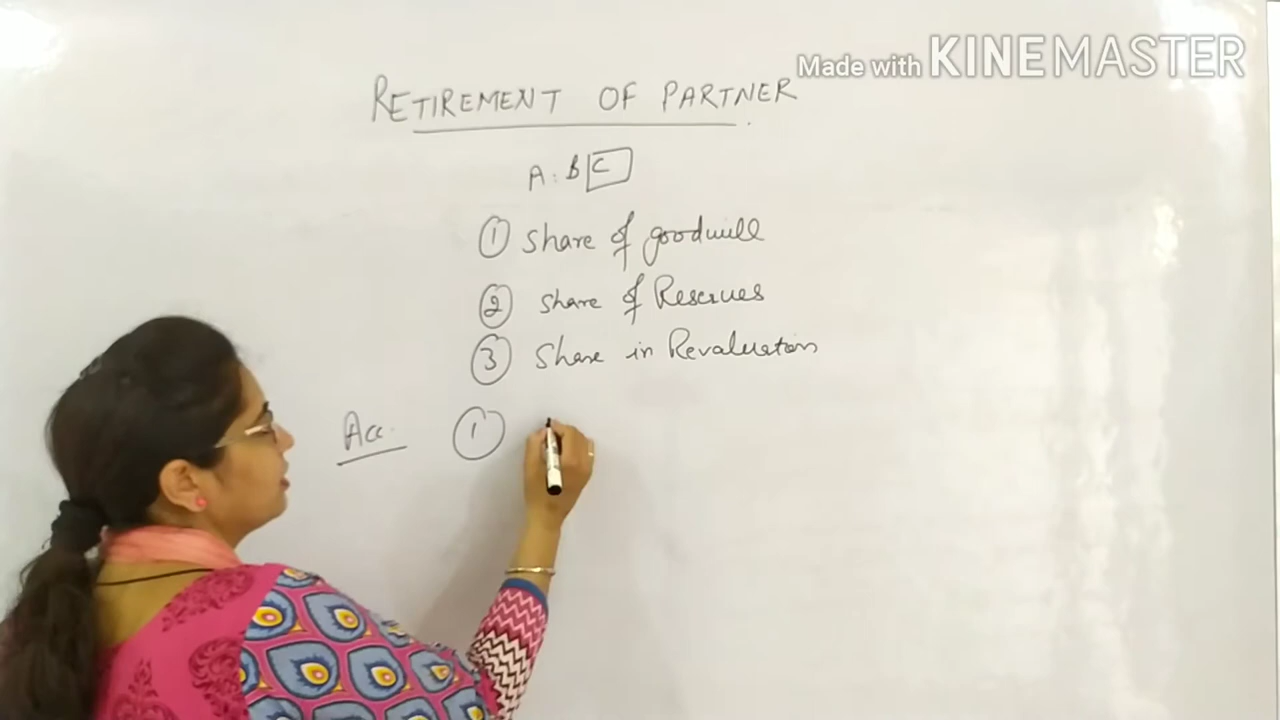 Made with KINEMASTER
RETIREMENT OF PARTNER
A : B C
① Share of goodwill
② Share of Reserves
③ Share in Revaluation
Acc. ①